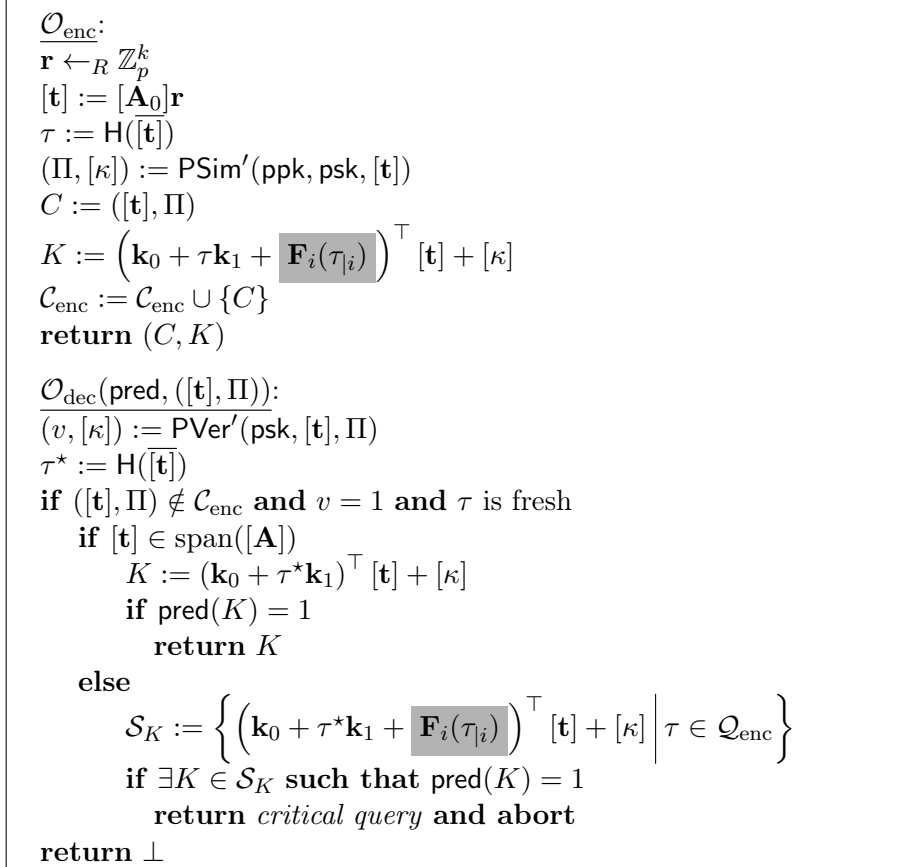 𝒪_enc:
𝐫 ←_R ℤ_p^k
[𝐭] := [𝐀_0]𝐫
τ := H(\overline{[𝐭]})
(Π, [κ]) := PSim′(ppk, psk, [𝐭])
C := ([𝐭], Π)
K := (𝐤_0 + τ𝐤_1 + 𝐅_i(τ_{|i}))^⊤ [𝐭] + [κ]
𝒞_enc := 𝒞_enc ∪ {C}
return (C, K)
𝒪_dec(pred, ([𝐭], Π)):
(v, [κ]) := PVer′(psk, [𝐭], Π)
τ^⋆ := H(\overline{[𝐭]})
if ([𝐭], Π) ∉ 𝒞_enc and v = 1 and τ is fresh
if [𝐭] ∈ span([𝐀])
K := (𝐤_0 + τ^⋆𝐤_1)^⊤ [𝐭] + [κ]
if pred(K) = 1
return K
else
𝒮_K := {(𝐤_0 + τ^⋆𝐤_1 + 𝐅_i(τ_{|i}))^⊤ [𝐭] + [κ] | τ ∈ 𝒬_enc}
if ∃K ∈ 𝒮_K such that pred(K) = 1
return critical query and abort
return ⊥